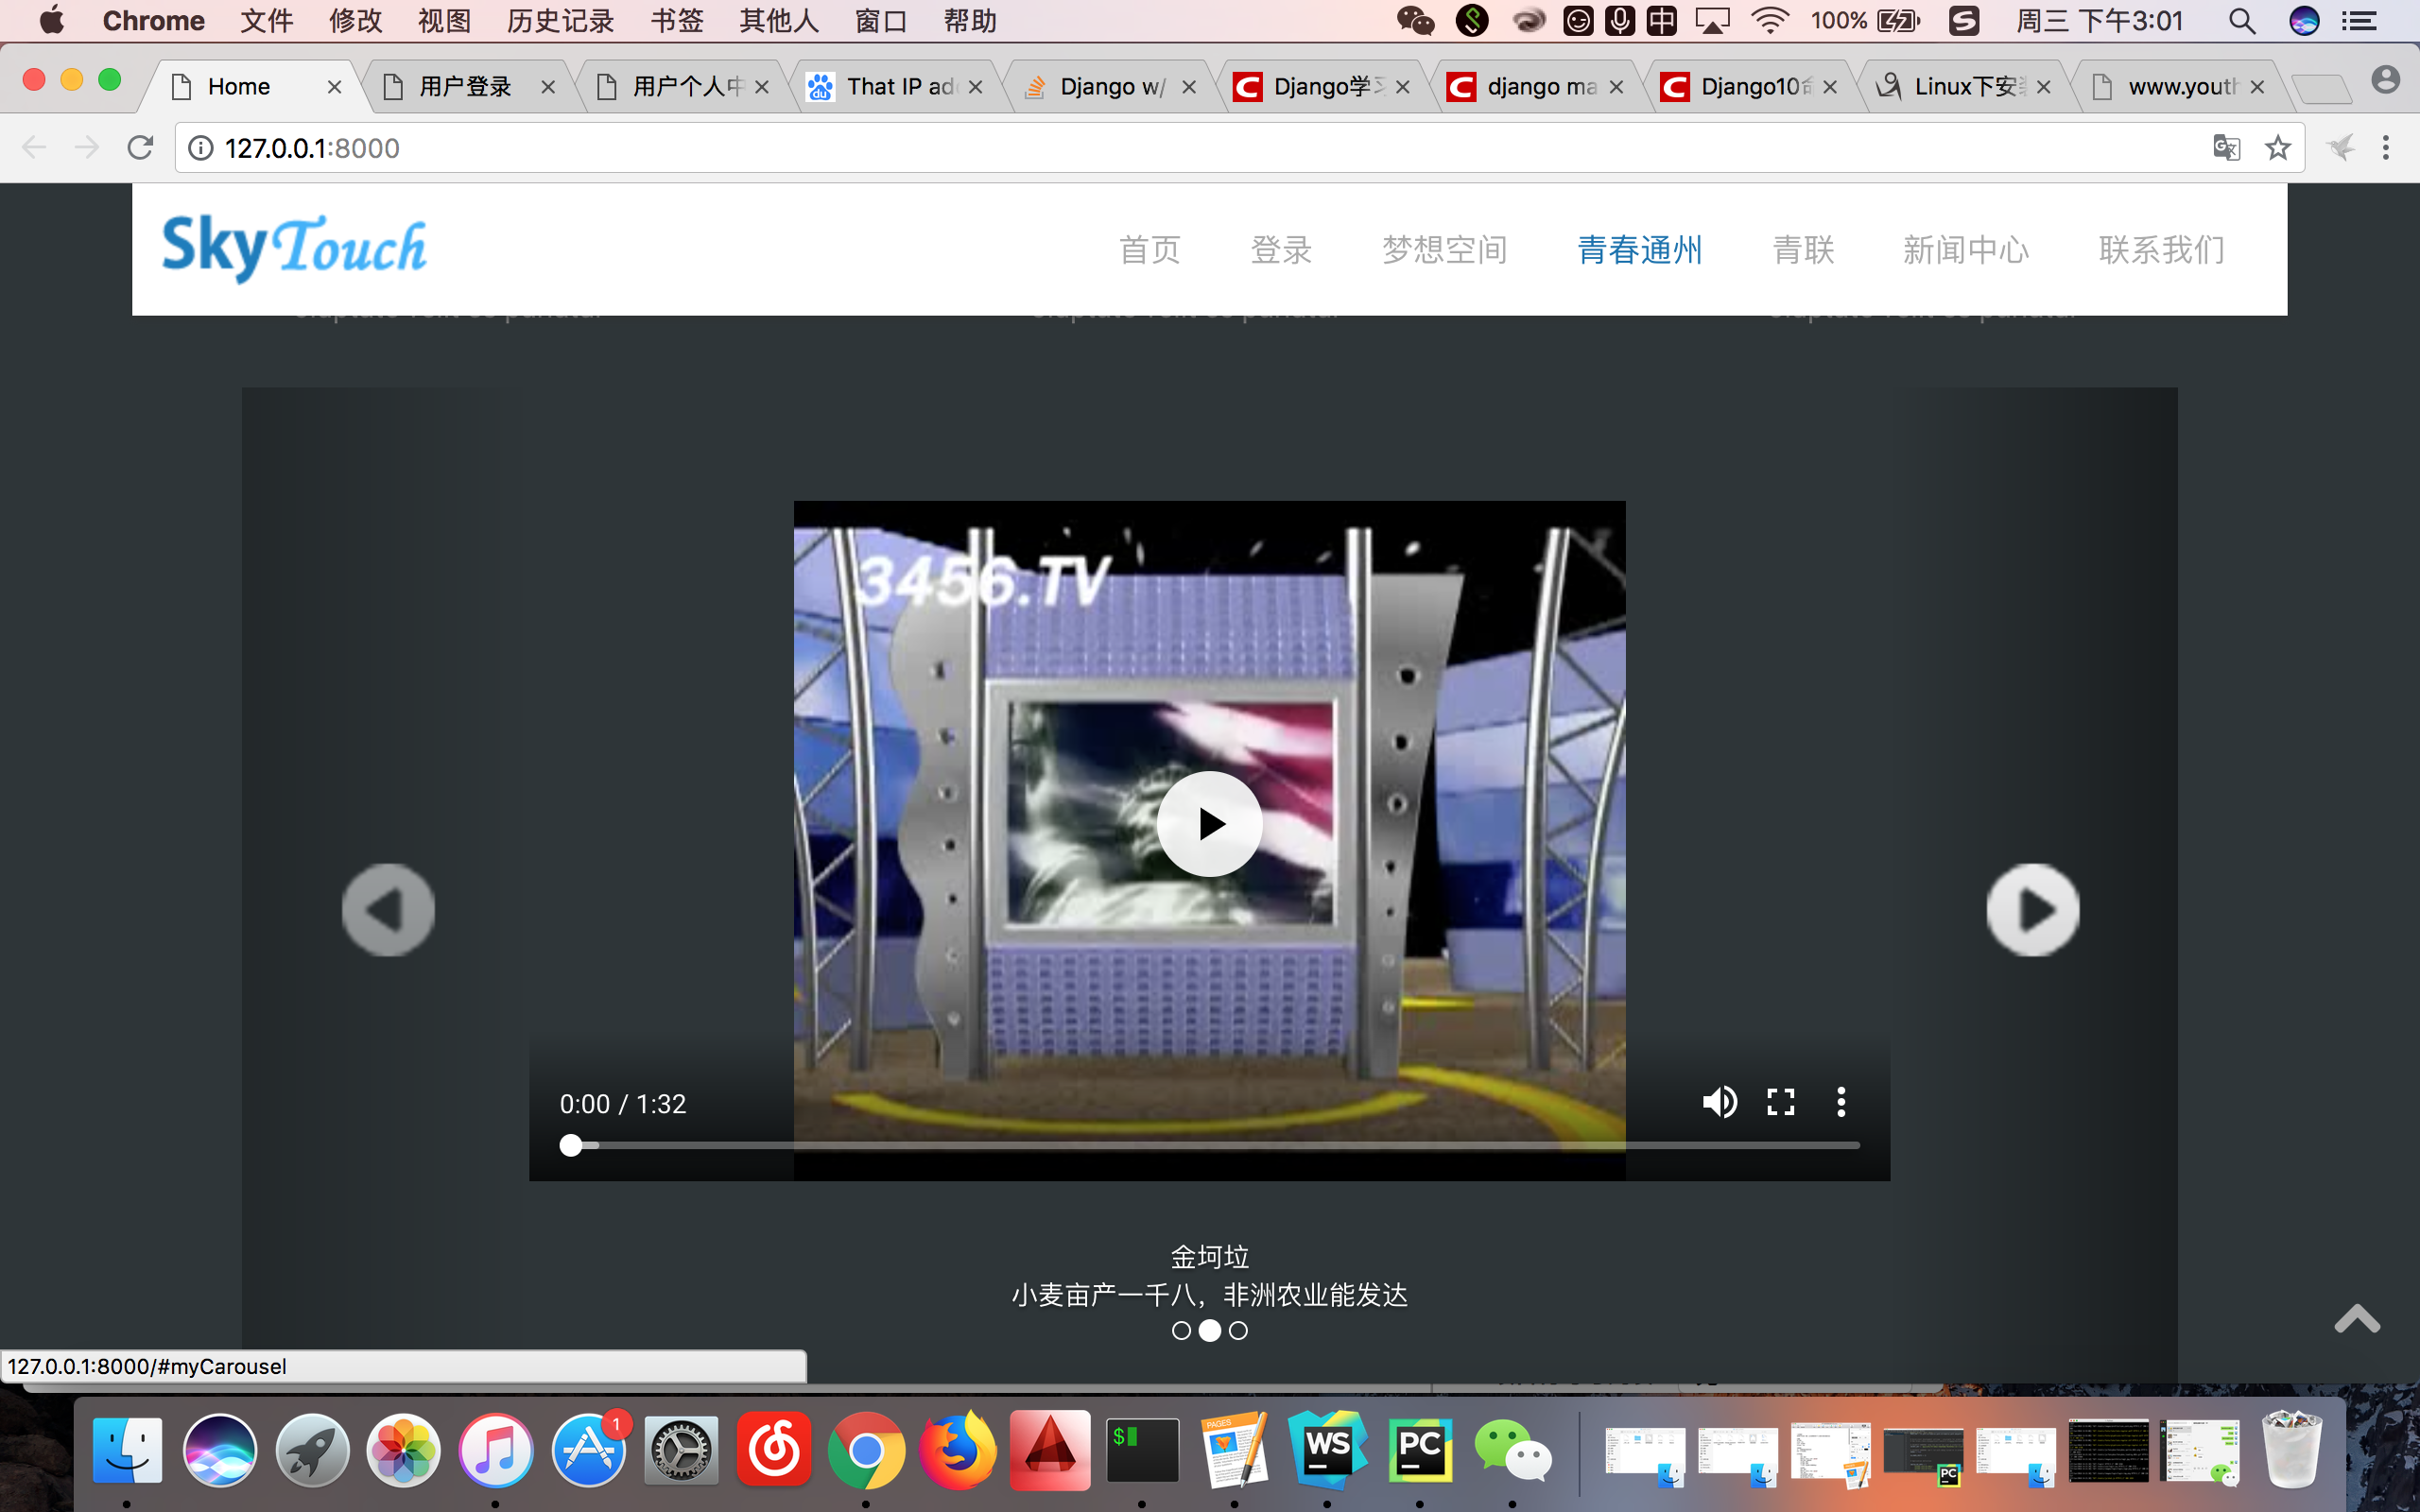 Chrome 文件 修改 视图 历史记录 书签 其他人 窗口 帮助 中 100% 周三 下午3:01
Home 用户登录 用户个人中 That IP ad Django w/ Django学习 django ma Django10 Linux下安 www.youth
127.0.0.1:8000
SkyTouch 首页 登录 梦想空间 青春通州 青联 新闻中心 联系我们
3456.TV
0:00 / 1:32
金坷垃
小麦亩产一千八，非洲农业能发达
127.0.0.1:8000/#myCarousel
1
$
PAGES
WS
PC
PC